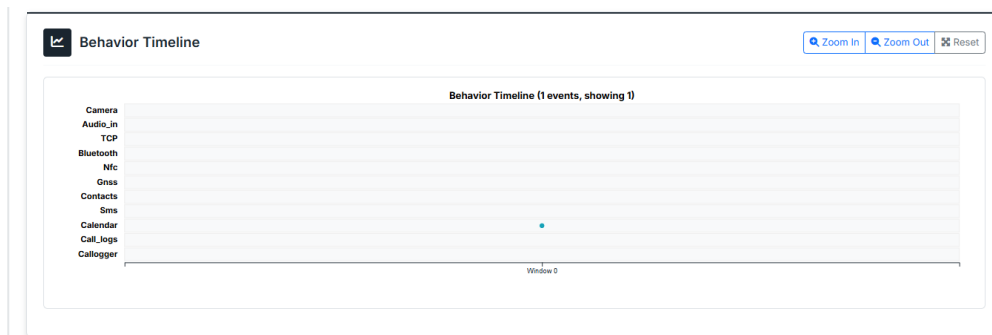 Behavior Timeline
Zoom In Zoom Out Reset
Behavior Timeline (1 events, showing 1)
Camera
Audio_in
TCP
Bluetooth
Nfc
Gnss
Contacts
Sms
Calendar
Call_logs
Callogger
Window 0